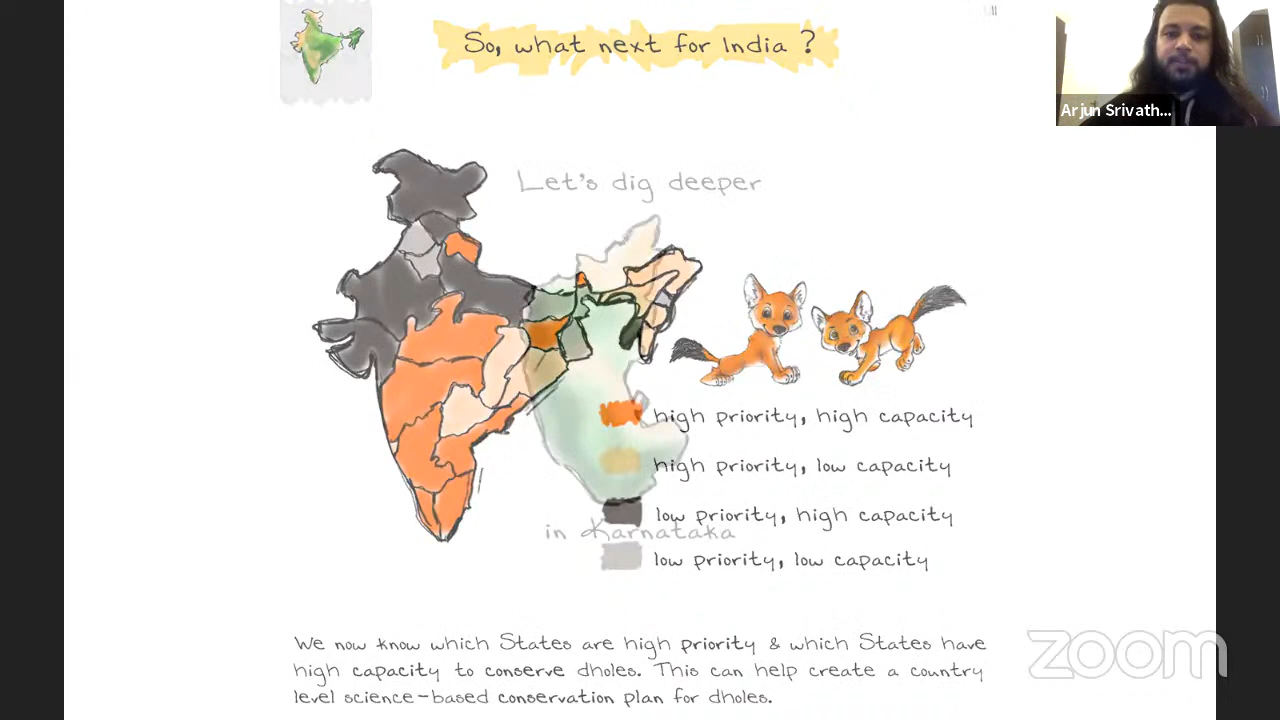 So, what next for India ?
Arjun Srivath...
Let's dig deeper
high priority, high capacity
high priority, low capacity
low priority, high capacity
in Karnataka
low priority, low capacity
We now know which States are high priority & which States have
high capacity to conserve dholes. This can help create a country
level science-based conservation plan for dholes.
zoom